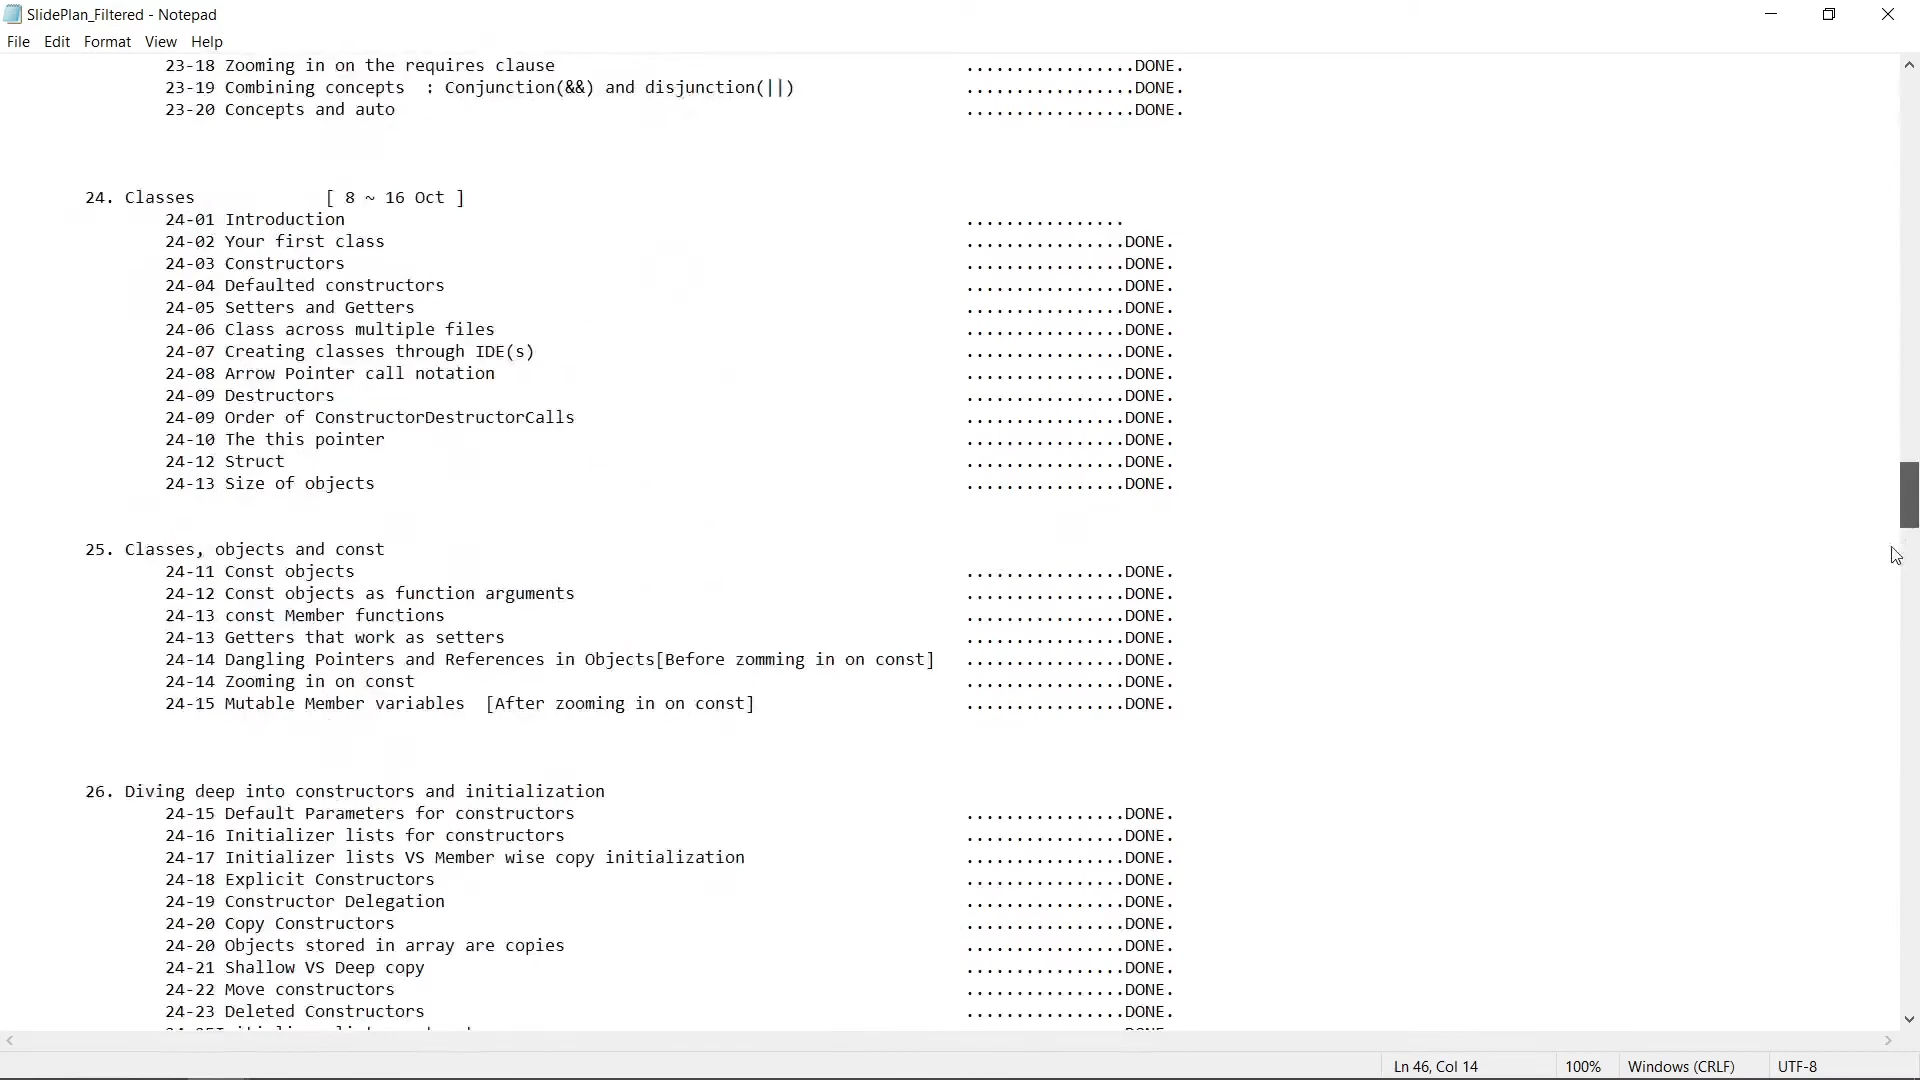 SlidePlan_Filtered - Notepad
File Edit Format View Help
23-18 Zooming in on the requires clause .................DONE.
23-19 Combining concepts : Conjunction(&&) and disjunction(||) .................DONE.
23-20 Concepts and auto .................DONE.
24. Classes [ 8 ~ 16 Oct ]
24-01 Introduction ................
24-02 Your first class ................DONE.
24-03 Constructors ................DONE.
24-04 Defaulted constructors ................DONE.
24-05 Setters and Getters ................DONE.
24-06 Class across multiple files ................DONE.
24-07 Creating classes through IDE(s) ................DONE.
24-08 Arrow Pointer call notation ................DONE.
24-09 Destructors ................DONE.
24-09 Order of ConstructorDestructorCalls ................DONE.
24-10 The this pointer ................DONE.
24-12 Struct ................DONE.
24-13 Size of objects ................DONE.
25. Classes, objects and const
24-11 Const objects ................DONE.
24-12 Const objects as function arguments ................DONE.
24-13 const Member functions ................DONE.
24-13 Getters that work as setters ................DONE.
24-14 Dangling Pointers and References in Objects[Before zomming in on const] ................DONE.
24-14 Zooming in on const ................DONE.
24-15 Mutable Member variables [After zooming in on const] ................DONE.
26. Diving deep into constructors and initialization
24-15 Default Parameters for constructors ................DONE.
24-16 Initializer lists for constructors ................DONE.
24-17 Initializer lists VS Member wise copy initialization ................DONE.
24-18 Explicit Constructors ................DONE.
24-19 Constructor Delegation ................DONE.
24-20 Copy Constructors ................DONE.
24-20 Objects stored in array are copies ................DONE.
24-21 Shallow VS Deep copy ................DONE.
24-22 Move constructors ................DONE.
24-23 Deleted Constructors ................DONE.
Ln 46, Col 14 100% Windows (CRLF) UTF-8